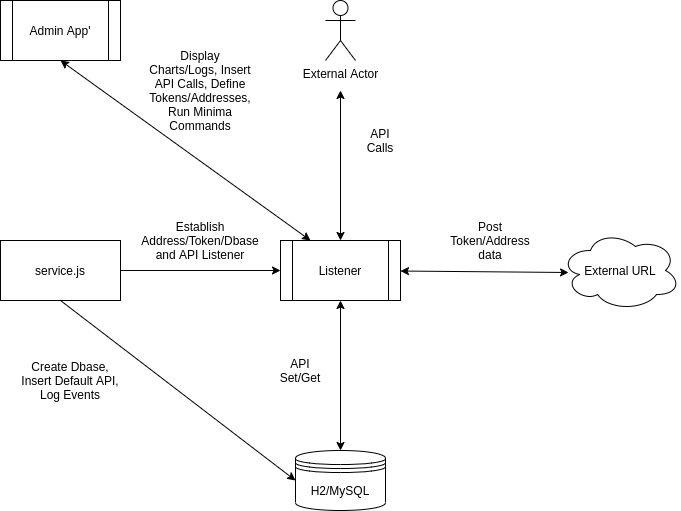 Admin App'
External Actor
Display
Charts/Logs, Insert
API Calls, Define
Tokens/Addresses,
Run Minima
Commands
API
Calls
Establish
Address/Token/Dbase
and API Listener
Post
Token/Address
data
service.js
Listener
External URL
Create Dbase,
Insert Default API,
Log Events
API
Set/Get
H2/MySQL